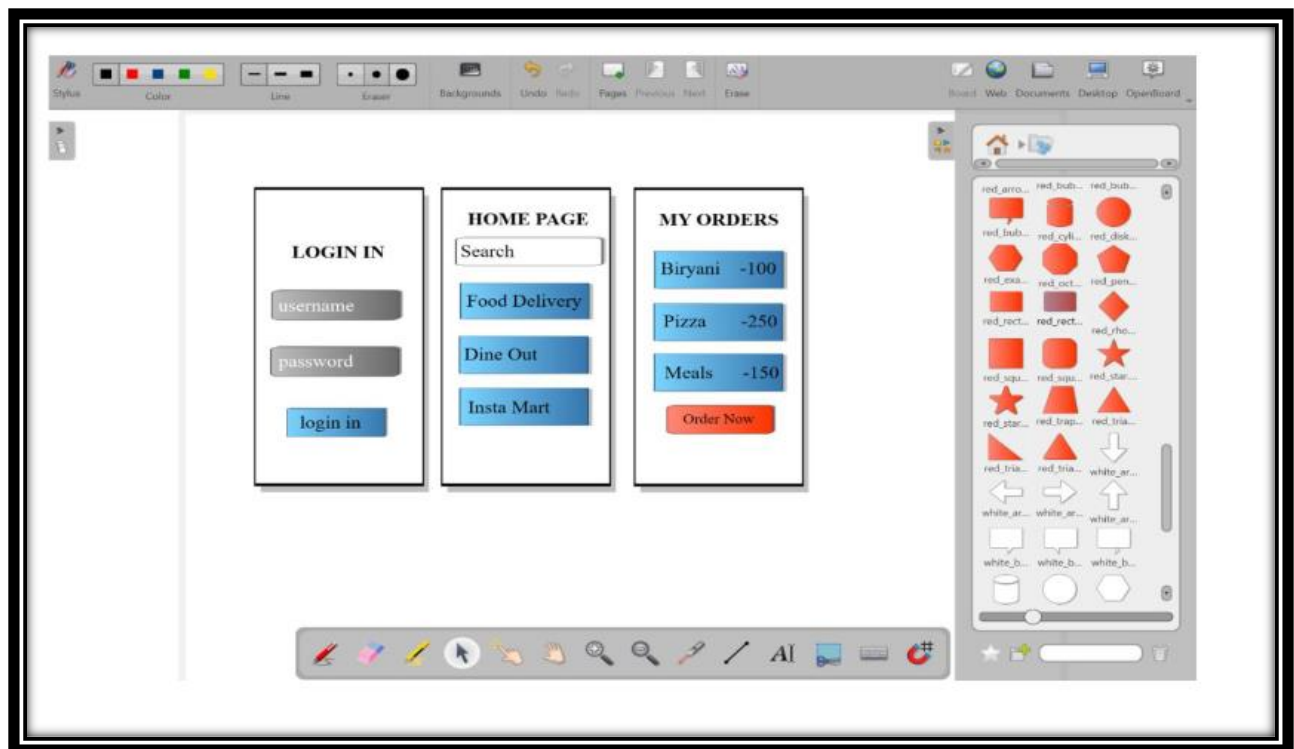 Stylus
Color
Line
Eraser
Backgrounds
Undo
Redo
Pages
Previous
Next
Erase
Board
Web
Documents
Desktop
OpenBoard
LOGIN IN
username
password
login in
HOME PAGE
Search
Food Delivery
Dine Out
Insta Mart
MY ORDERS
Biryani -100
Pizza -250
Meals -150
Order Now
red_arro... red_bub... red_bub...
red_bub... red_cyli... red_disk...
red_exa... red_oct... red_pen...
red_rect... red_rect... red_rho...
red_squ... red_squ... red_star...
red_star... red_trap... red_tria...
red_tria... red_tria... white_ar...
white_ar... white_ar... white_ar...
white_b... white_b... white_b...
AI